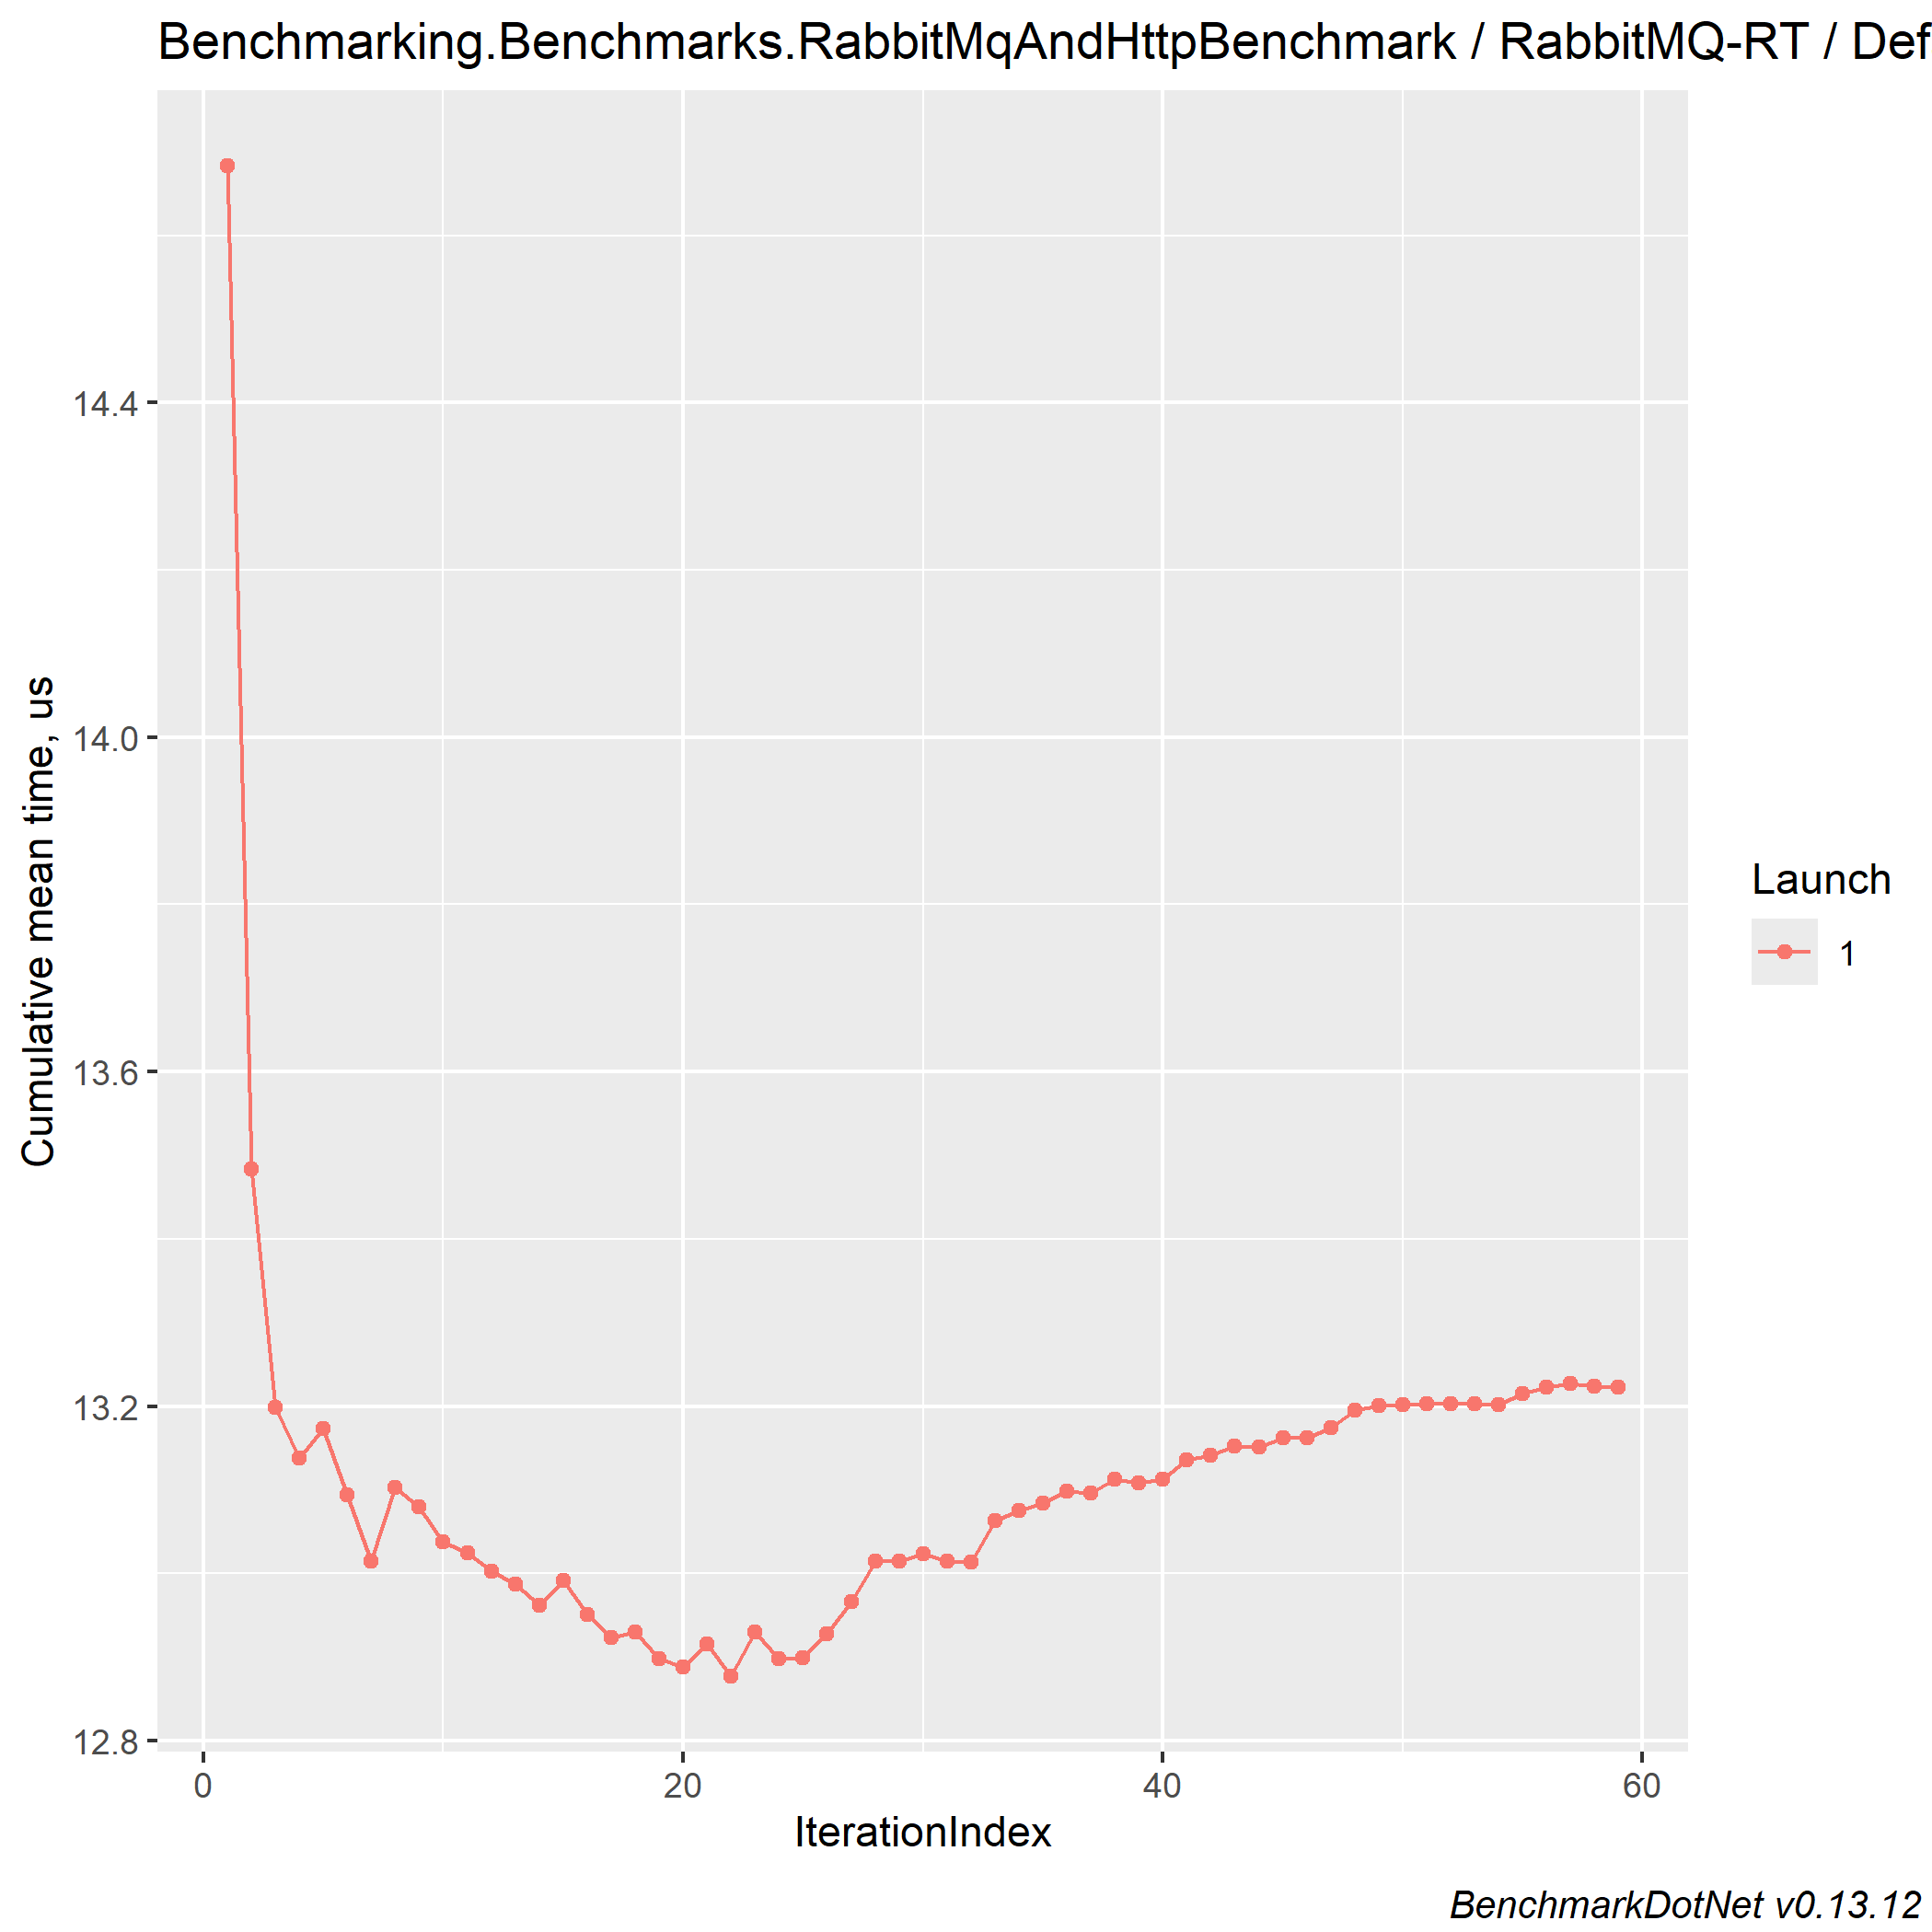 Benchmarking.Benchmarks.RabbitMqAndHttpBenchmark / RabbitMQ-RT / Def
Cumulative mean time, us
14.4
14.0
13.6
13.2
12.8
0 20 40 60
IterationIndex
Launch
1
BenchmarkDotNet v0.13.12